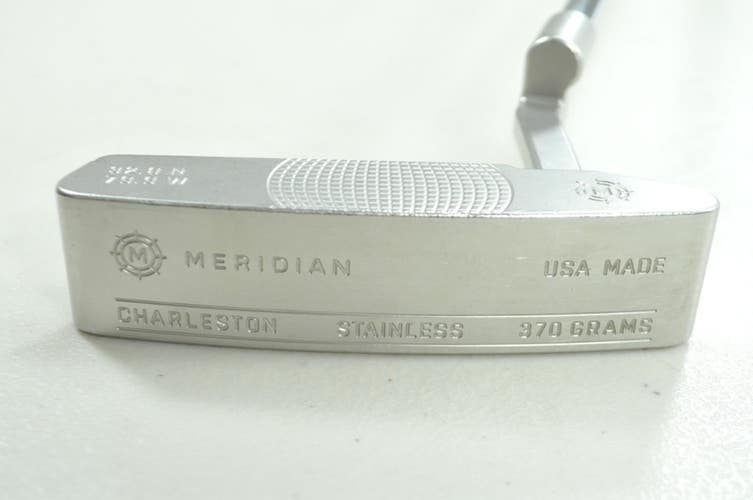 M MERIDIAN
USA MADE
CHARLESTON STAINLESS 370 GRAMS